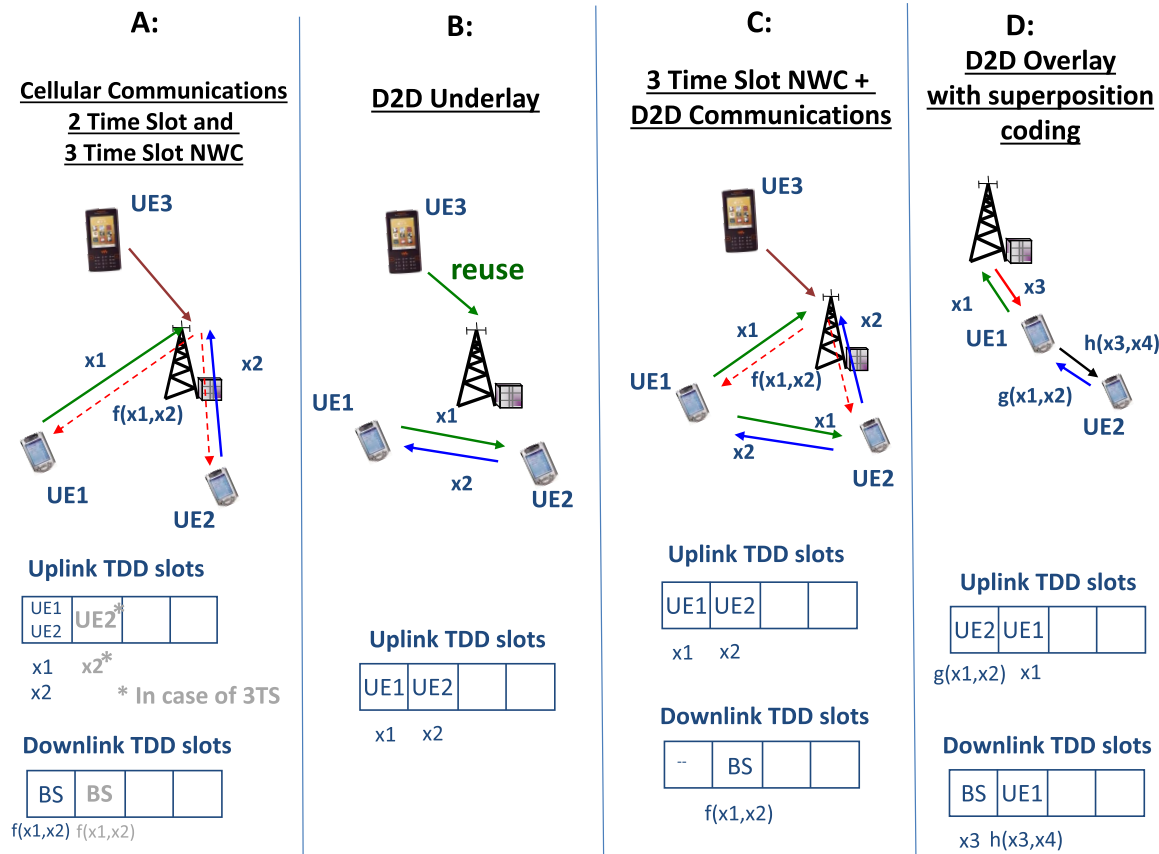 A:
Cellular Communications
2 Time Slot and
3 Time Slot NWC
UE3
x1
x2
f(x1,x2)
UE1
UE2
Uplink TDD slots
UE1
UE2
UE2*
x1
x2
x2*
* In case of 3TS
Downlink TDD slots
BS
BS
f(x1,x2)
f(x1,x2)
B:
D2D Underlay
UE3
reuse
UE1
x1
x2
UE2
Uplink TDD slots
UE1
UE2
x1
x2
C:
3 Time Slot NWC +
D2D Communications
UE3
x1
x2
UE1
f(x1,x2)
x1
x2
UE2
Uplink TDD slots
UE1
UE2
x1
x2
Downlink TDD slots
--
BS
f(x1,x2)
D:
D2D Overlay
with superposition
coding
x3
x1
UE1
h(x3,x4)
g(x1,x2)
UE2
Uplink TDD slots
UE2
UE1
g(x1,x2)
x1
Downlink TDD slots
BS
UE1
x3
h(x3,x4)